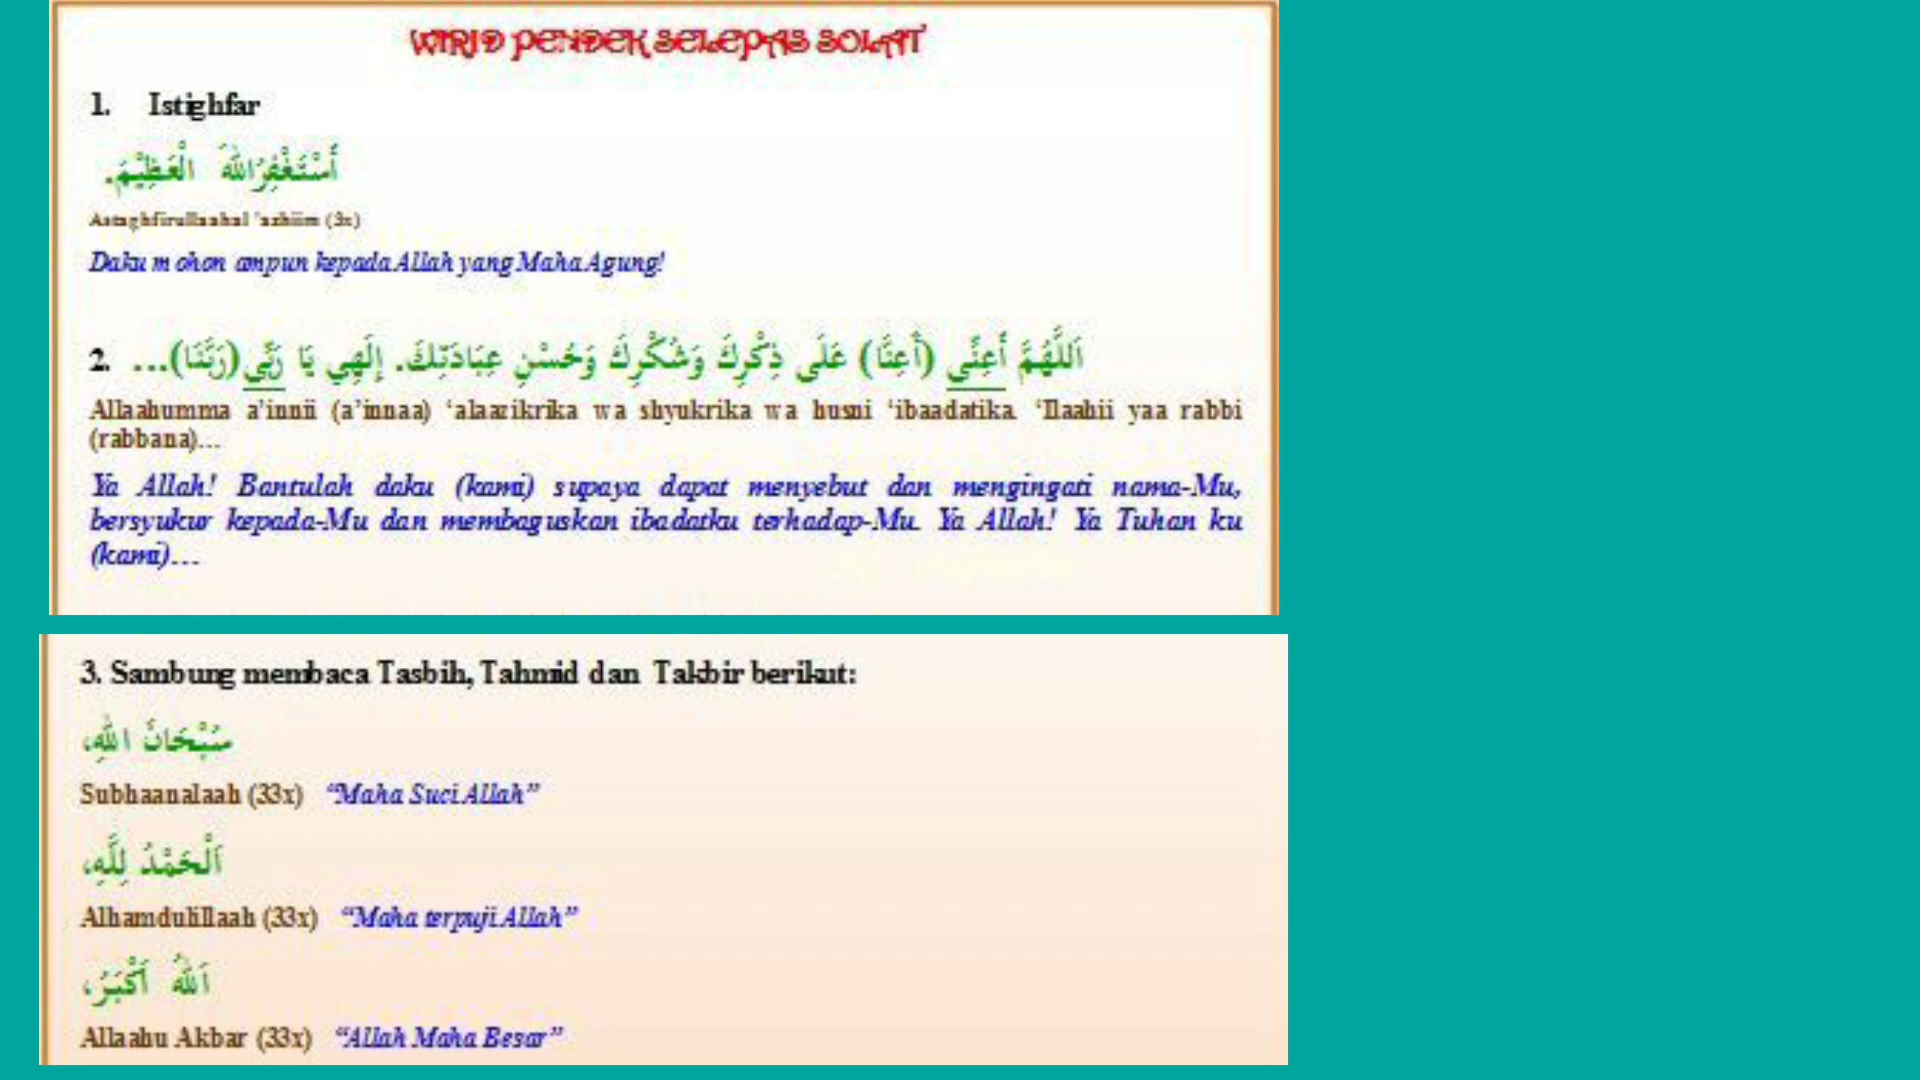 WIRID PENDEK SELEPAS SOLAT
1. Istighfar
أَسْتَغْفِرُاللهَ الْعَظِيْمَ.
Astaghfirullaahal 'azhiim (3x)
Daku mohon ampun kepada Allah yang Maha Agung!
2. اَللَّهُمَّ أَعِنِّى (أَعِنَّا) عَلَى ذِكْرِكَ وَشُكْرِكَ وَحُسْنِ عِبَادَتِكَ. إِلَهِي يَا رَبِّى(رَبَّنَا)...
Allaahumma a'innii (a'innaa) 'alaazikrika wa shyukrika wa husni 'ibaadatika. 'Ilaahii yaa rabbi
(rabbana)...
Ya Allah! Bantulah daku (kami) supaya dapat menyebut dan mengingati nama-Mu,
bersyukur kepada-Mu dan membaguskan ibadatku terhadap-Mu. Ya Allah! Ya Tuhan ku
(kami)...
3. Sambung membaca Tasbih, Tahmid dan Takbir berikut:
سُبْحَانَ اللهِ،
Subhaanalaah (33x) “Maha Suci Allah”
اَلْحَمْدُ لِلَّهِ،
Alhamdulillaah (33x) “Maha terpuji Allah”
اَللهُ أَكْبَرُ،
Allaahu Akbar (33x) “Allah Maha Besar”